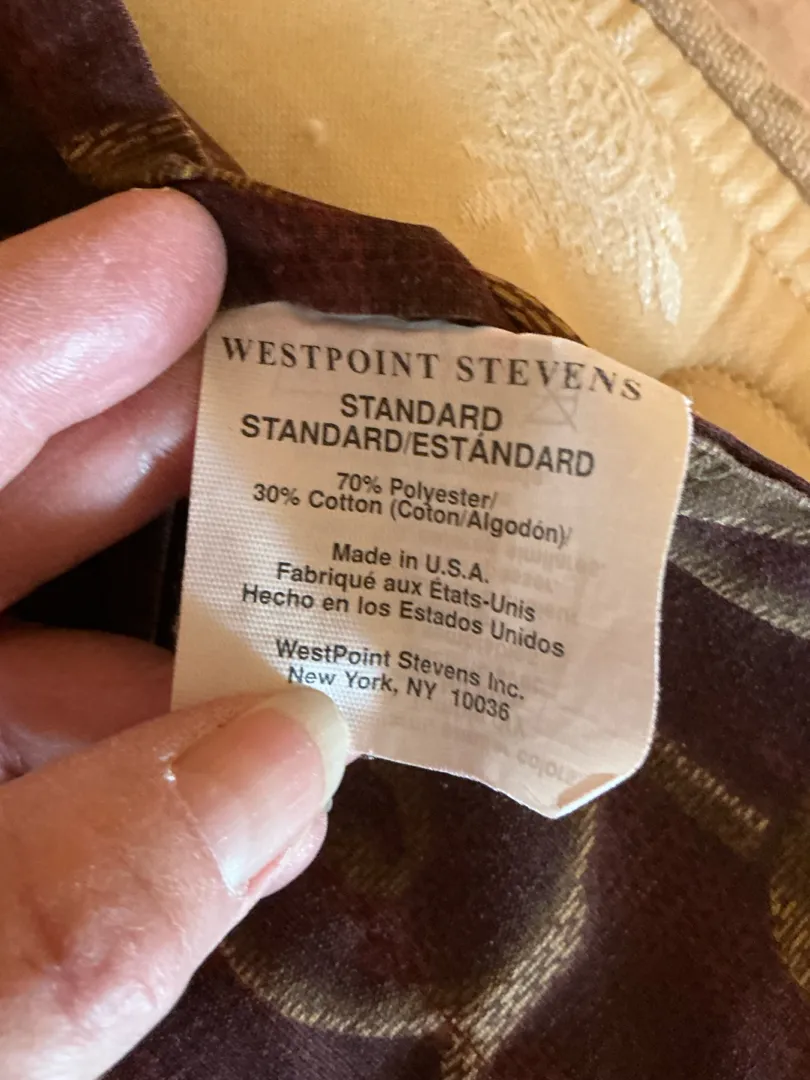 WESTPOINT STEVENS
STANDARD
STANDARD/ESTÁNDARD
70% Polyester/
30% Cotton (Coton/Algodón)/
Made in U.S.A.
Fabriqué aux États-Unis
Hecho en los Estados Unidos
WestPoint Stevens Inc.
New York, NY 10036